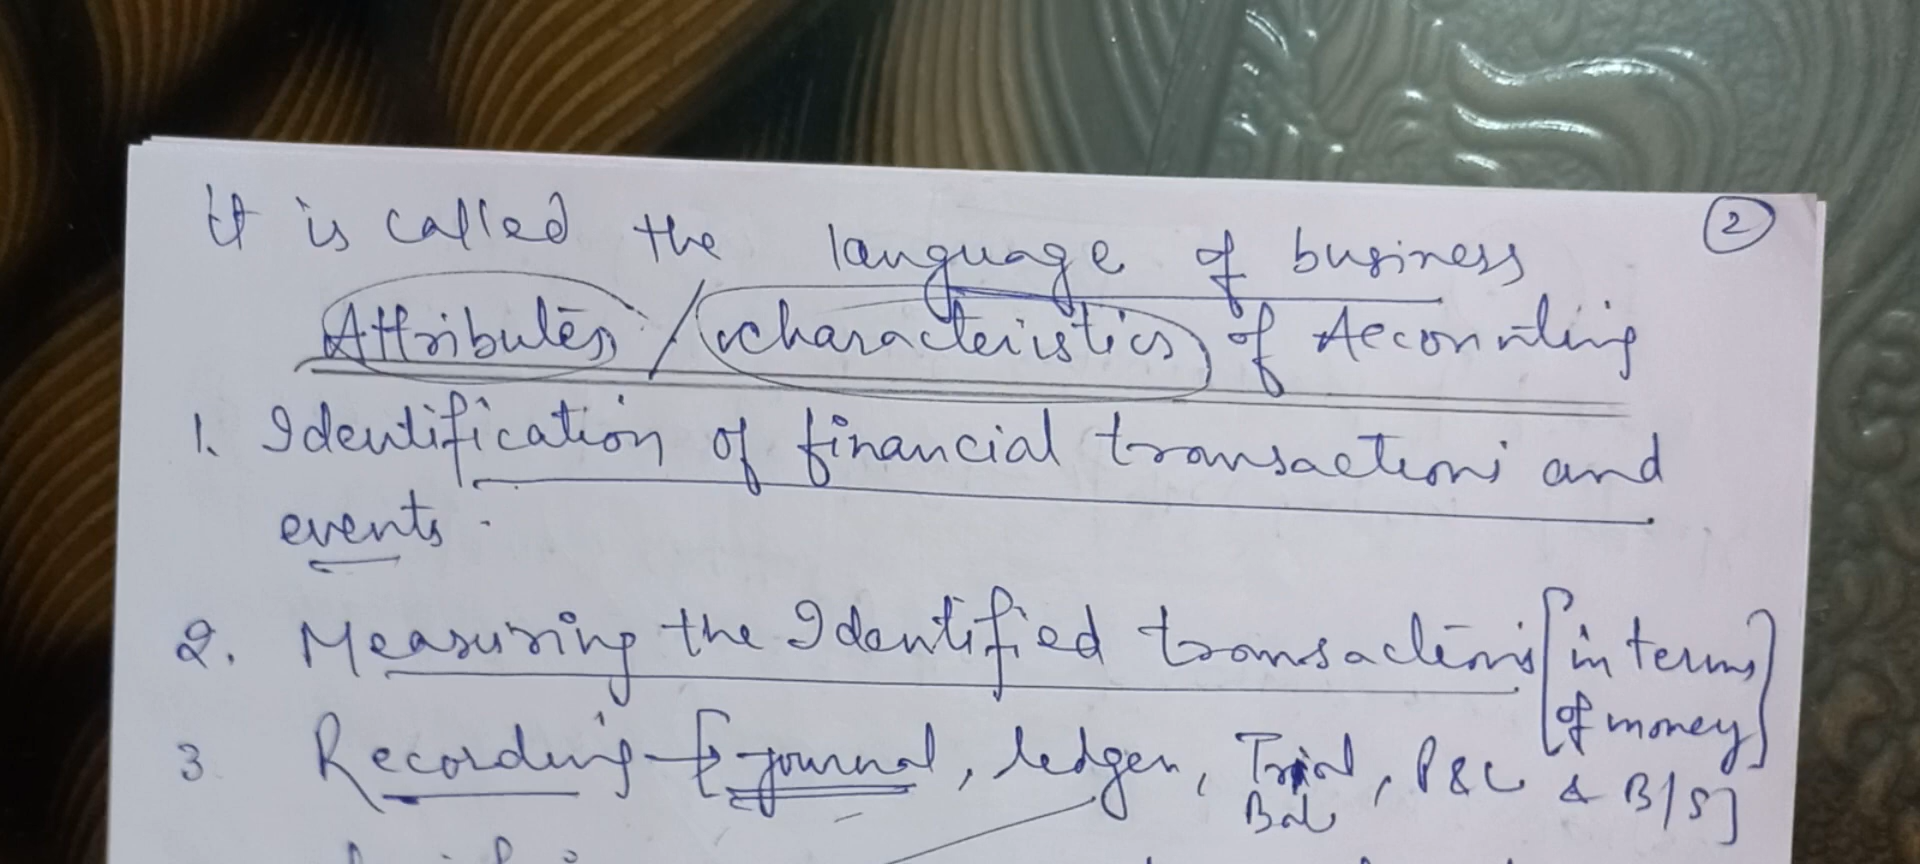 2
it is called the language of business
Attributes / characteristics of Accounting
1. Identification of financial transactions and
events.
2. Measuring the Identified transactions [in terms
of money]
3 Recording → [journal, ledger, Trial, P&L & B/S]
Bal